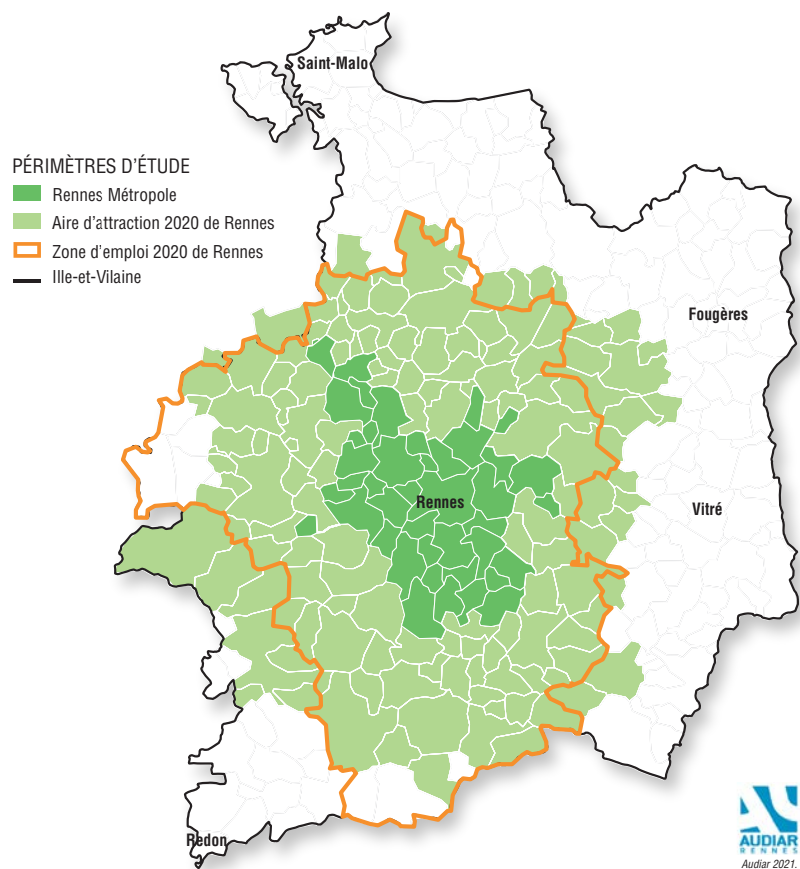 Saint-Malo
PÉRIMÈTRES D'ÉTUDE
Rennes Métropole
Aire d'attraction 2020 de Rennes
Zone d'emploi 2020 de Rennes
Ille-et-Vilaine
Fougères
Rennes
Vitré
Redon
AUDIAR
RENNES
Audiar 2021.